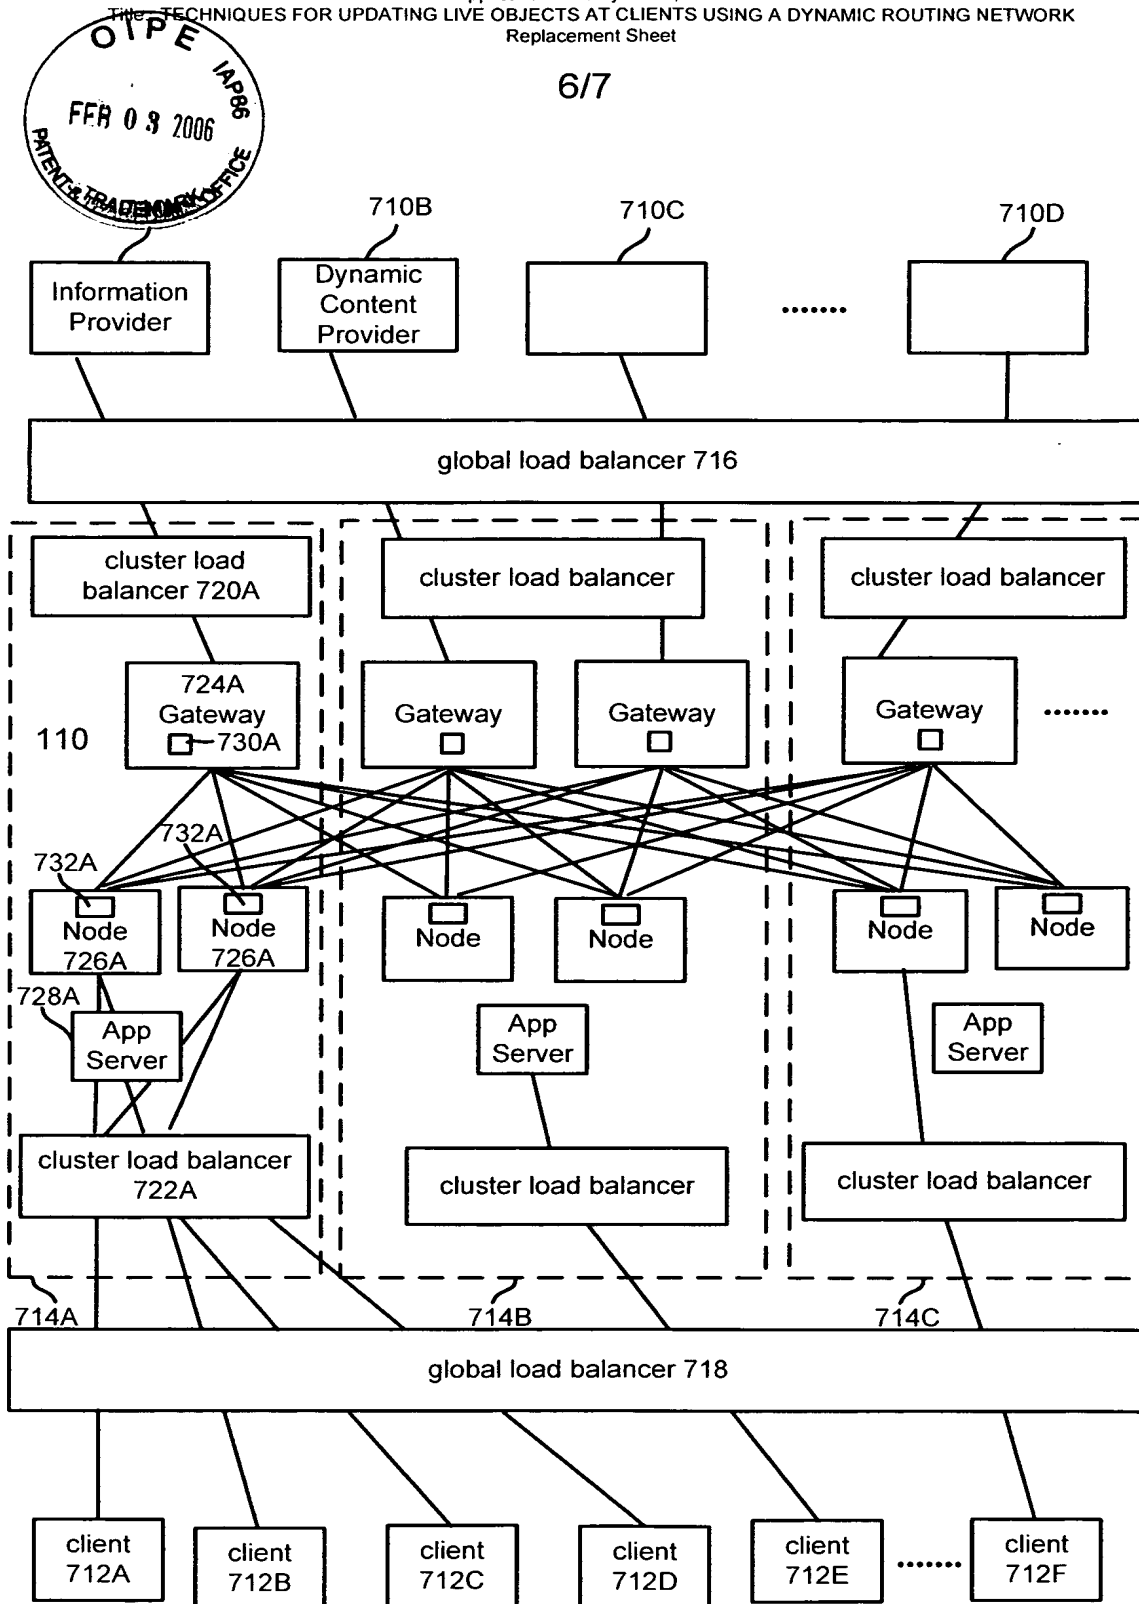 Title: TECHNIQUES FOR UPDATING LIVE OBJECTS AT CLIENTS USING A DYNAMIC ROUTING NETWORK
Replacement Sheet
OIPE
IAP86
FEB 03 2006
PATENT & TRADEMARK OFFICE
6/7
710B
710C
710D
Information
Provider
Dynamic
Content
Provider
.......
global load balancer 716
cluster load
balancer 720A
cluster load balancer
cluster load balancer
110
724A
Gateway
730A
Gateway
Gateway
Gateway
.......
732A
732A
Node
726A
Node
726A
Node
Node
Node
Node
728A
App
Server
App
Server
App
Server
cluster load balancer
722A
cluster load balancer
cluster load balancer
714A
714B
714C
global load balancer 718
client
712A
client
712B
client
712C
client
712D
client
712E
.......
client
712F